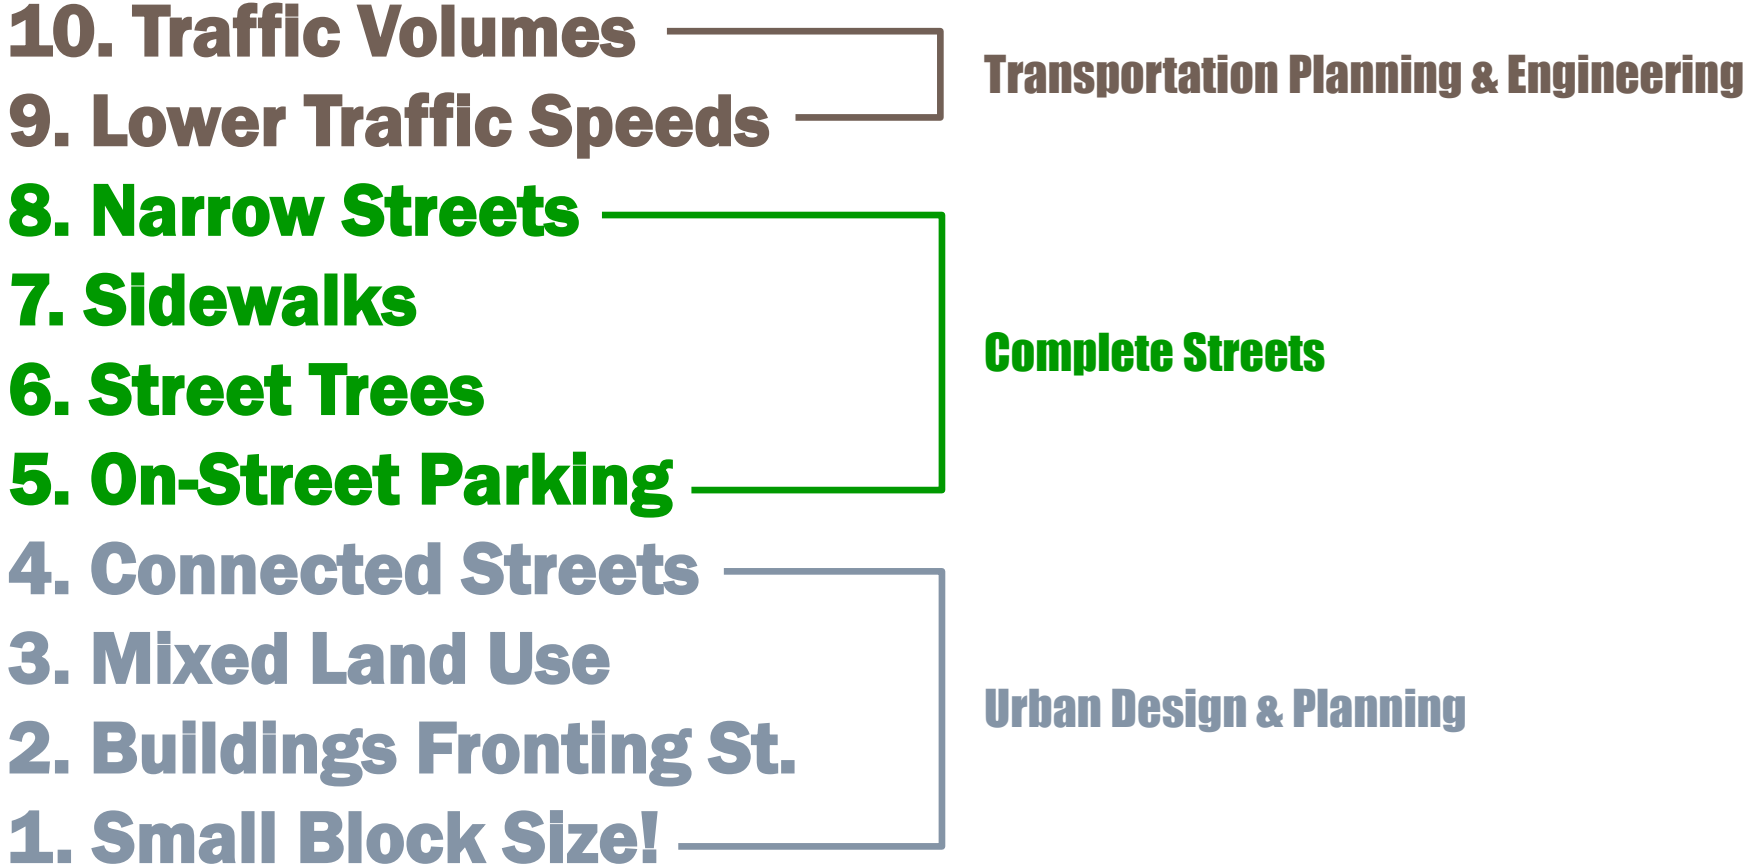 10. Traffic Volumes
9. Lower Traffic Speeds
Transportation Planning & Engineering
8. Narrow Streets
7. Sidewalks
6. Street Trees
5. On-Street Parking
Complete Streets
4. Connected Streets
3. Mixed Land Use
2. Buildings Fronting St.
1. Small Block Size!
Urban Design & Planning